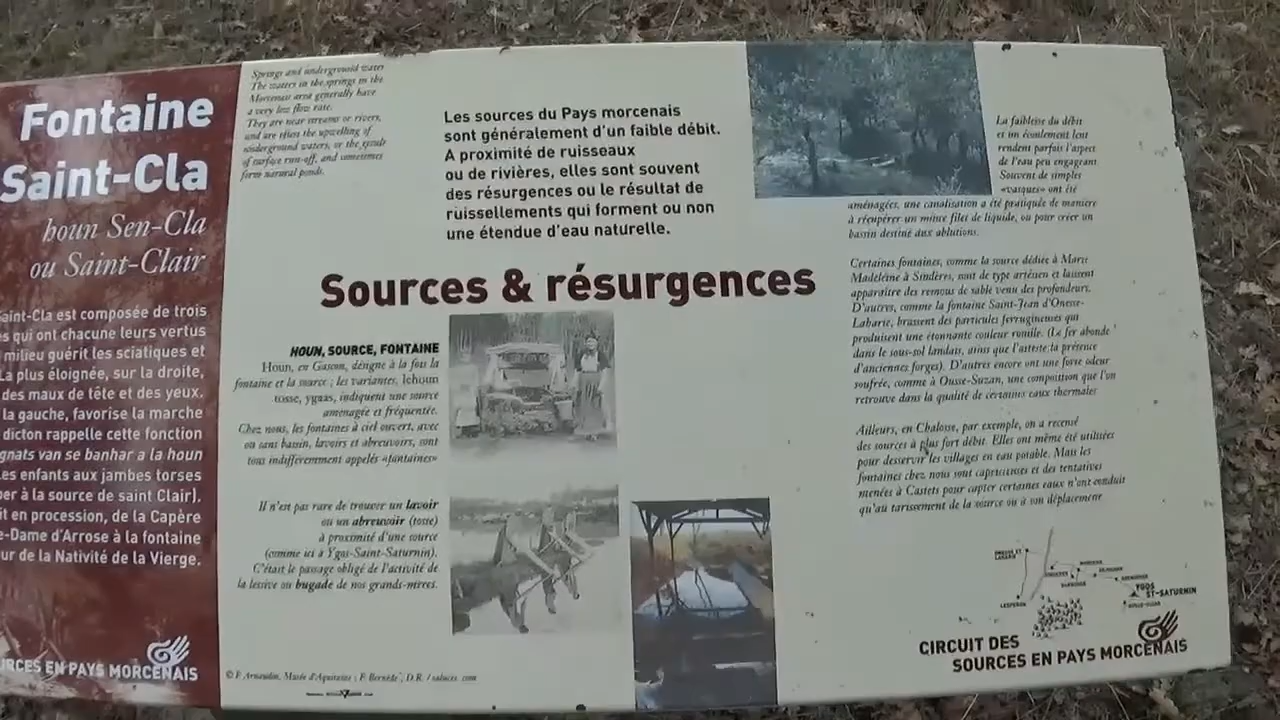 Fontaine
Saint-Cla
houn Sen-Cla
ou Saint-Clair
aint-Cla est composée de trois
s qui ont chacune leurs vertus
milieu guérit les sciatiques et
La plus éloignée, sur la droite,
des maux de tête et des yeux.
la gauche, favorise la marche
dicton rappelle cette fonction
gnats van se banhar a la houn
es enfants aux jambes torses
er à la source de saint Clair).
it en procession, de la Capère
e-Dame d'Arrose à la fontaine
ur de la Nativité de la Vierge.
URCES EN PAYS MORCENAIS
Springs and underground water
The waters in the springs in the
Morcenais area generally have
a very low flow rate.
They are near streams or rivers,
and are often the upwelling of
underground waters, or the result
of surface run-off, and sometimes
form natural ponds.
Les sources du Pays morcenais
sont généralement d'un faible débit.
A proximité de ruisseaux
ou de rivières, elles sont souvent
des résurgences ou le résultat de
ruissellements qui forment ou non
une étendue d'eau naturelle.
Sources & résurgences
HOUN, SOURCE, FONTAINE
Houn, en Gascon, désigne à la fois la
fontaine et la source ; les variantes, lehoun
tosse, ygaas, indiquent une source
aménagée et fréquentée.
Chez nous, les fontaines à ciel ouvert, avec
ou sans bassin, lavoirs et abreuvoirs, sont
tous indifféremment appelés «fontaines»
Il n'est pas rare de trouver un lavoir
ou un abreuvoir (tosse)
à proximité d'une source
(comme ici à Ygos-Saint-Saturnin).
C'était le passage obligé de l'activité de
la lessive ou bugade de nos grands-mères.
© F. Arnaudin, Musée d'Aquitaine ; F. Bernède, D.R. /
La faiblesse du débit
et un écoulement lent
rendent parfois l'aspect
de l'eau peu engageant
Souvent de simples
«vasques» ont été
aménagées, une canalisation a été pratiquée de manière
à récupérer un mince filet de liquide, ou pour créer un
bassin destiné aux ablutions.
Certaines fontaines, comme la source dédiée à Marie
Madeleine à Sindères, sont de type artésien et laissent
apparaître des remous de sable venu des profondeurs.
D'autres, comme la fontaine Saint-Jean d'Onesse-
Laharie, brassent des particules ferrugineuses qui
produisent une étonnante couleur rouille. (Le fer abonde
dans le sous-sol landais, ainsi que l'atteste la présence
d'anciennes forges). D'autres encore ont une forte odeur
soufrée, comme à Ousse-Suzan, une composition que l'on
retrouve dans la qualité de certaines eaux thermales
Ailleurs, en Chalosse, par exemple, on a recensé
des sources à plus fort débit. Elles ont même été utilisées
pour desservir les villages en eau potable. Mais les
fontaines chez nous sont capricieuses et des tentatives
menées à Castets pour capter certaines eaux n'ont conduit
qu'au tarissement de la source ou à son déplacement
LESPERON
YGOS
ST-SATURNIN
CIRCUIT DES
SOURCES EN PAYS MORCENAIS